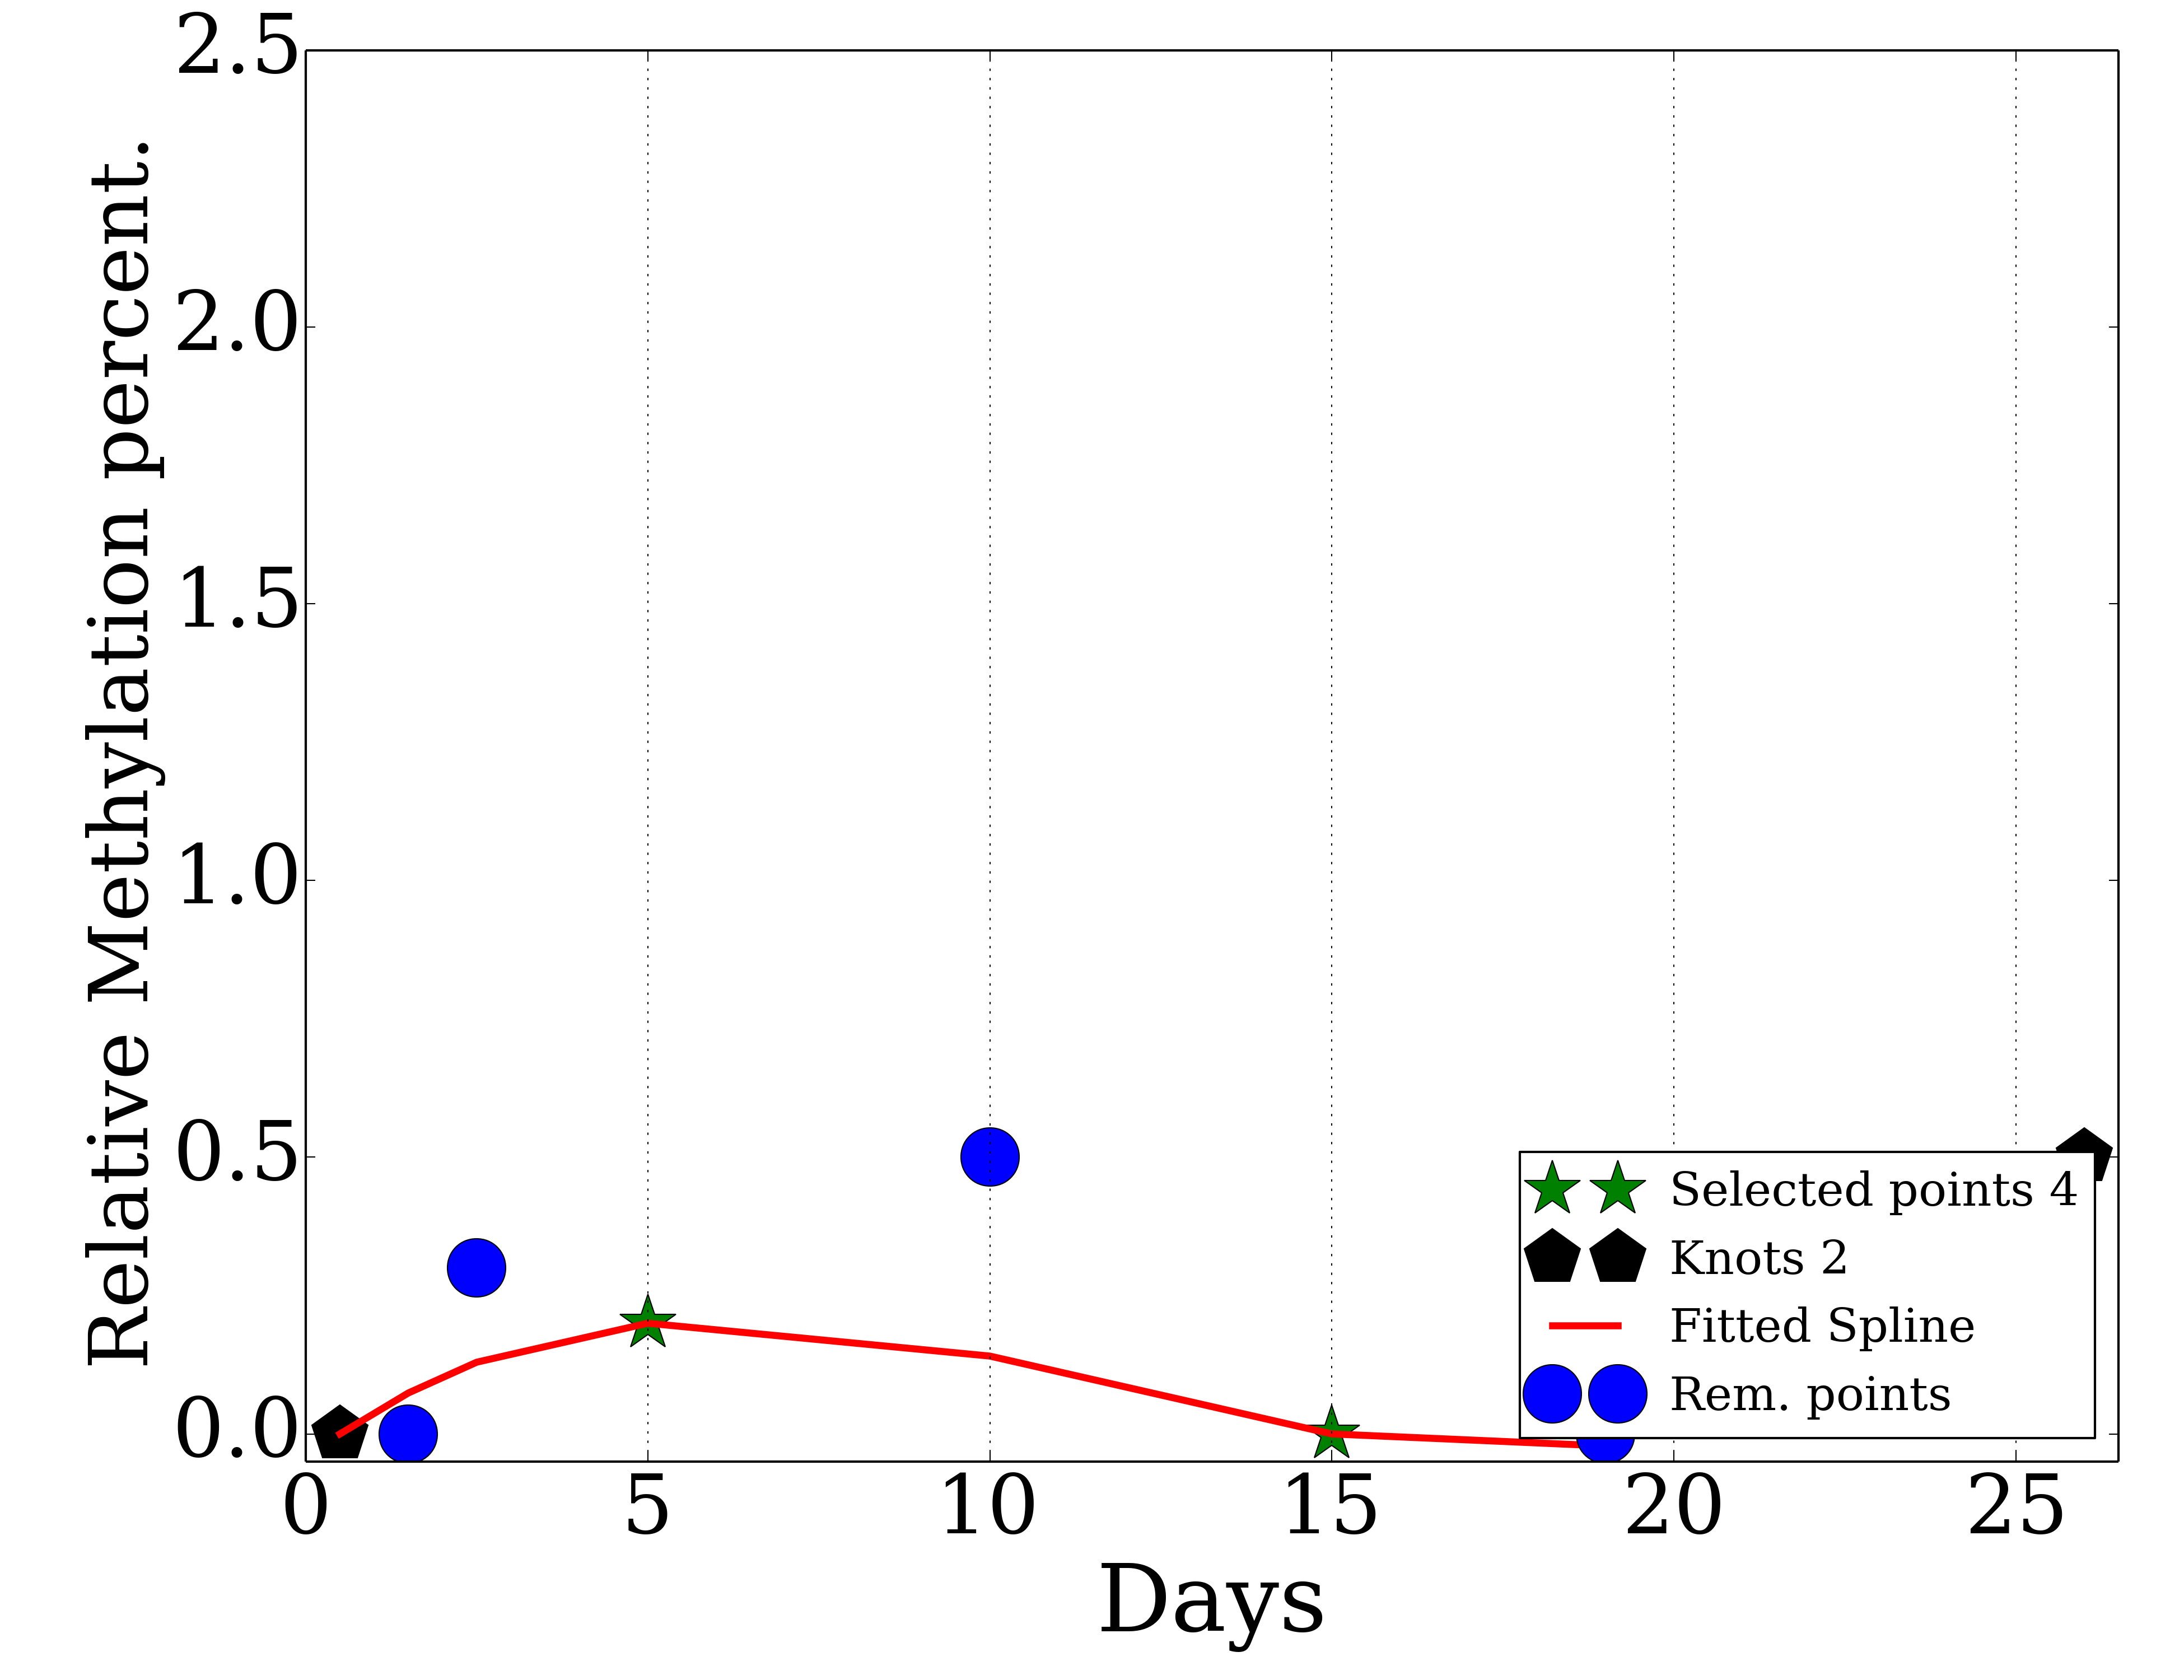 Relative Methylation percent.
2.5
2.0
1.5
1.0
0.5
0.0
0 5 10 15 20 25
Days
Selected points 4
Knots 2
Fitted Spline
Rem. points